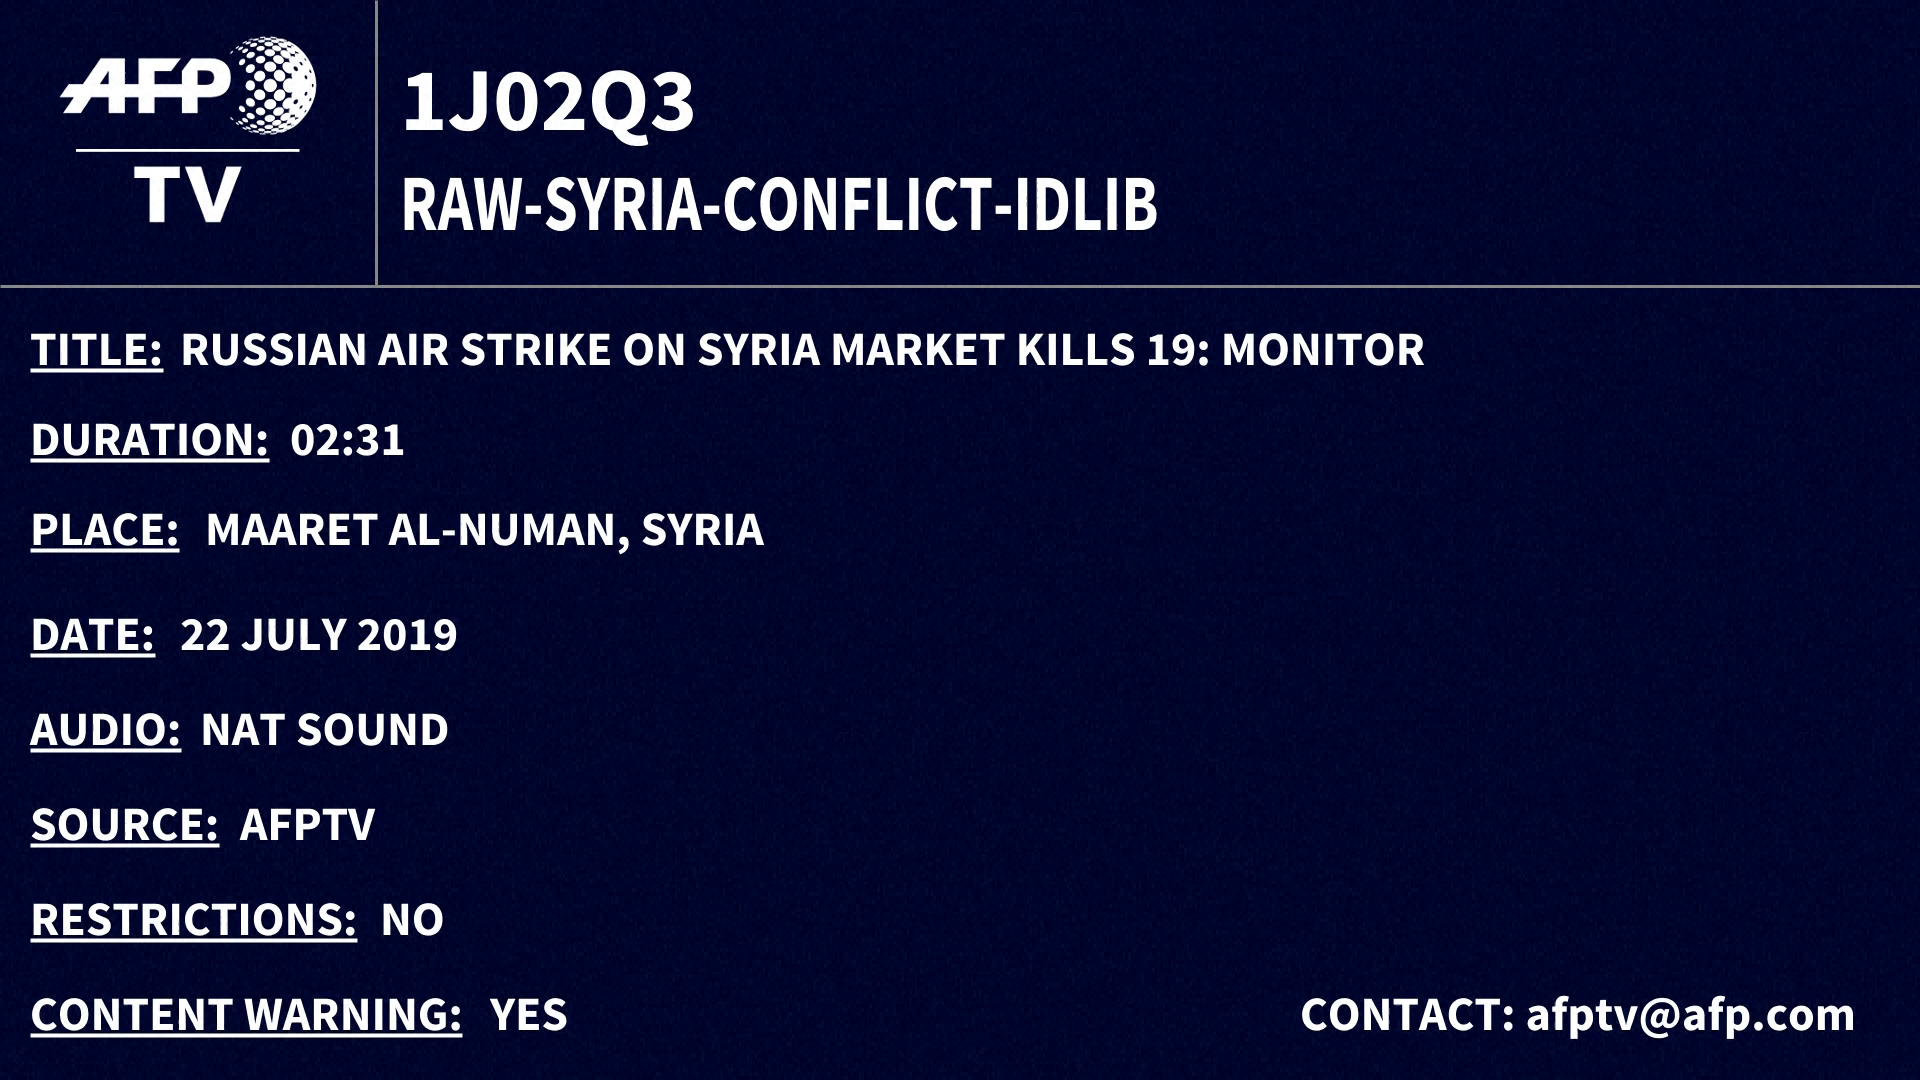 AFP
TV
1J02Q3
RAW-SYRIA-CONFLICT-IDLIB
TITLE: RUSSIAN AIR STRIKE ON SYRIA MARKET KILLS 19: MONITOR
DURATION: 02:31
PLACE: MAARET AL-NUMAN, SYRIA
DATE: 22 JULY 2019
AUDIO: NAT SOUND
SOURCE: AFPTV
RESTRICTIONS: NO
CONTENT WARNING: YES
CONTACT: afptv@afp.com